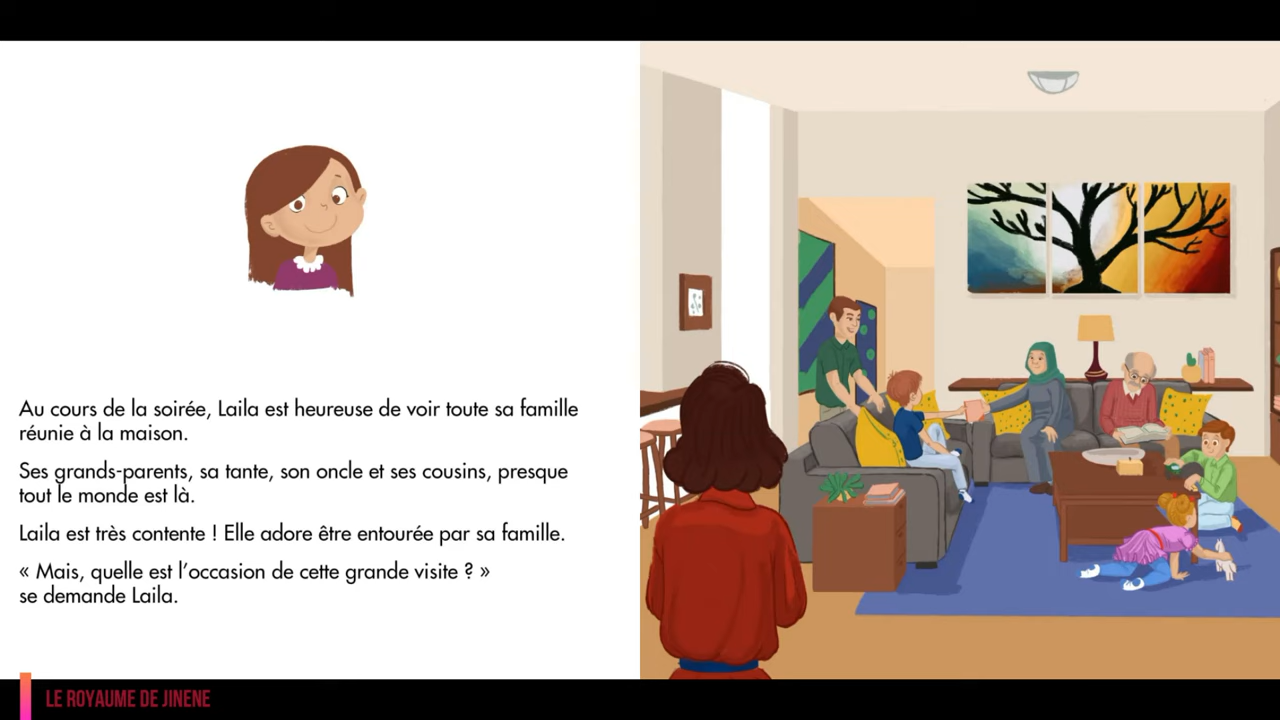 Au cours de la soirée, Laila est heureuse de voir toute sa famille
réunie à la maison.
Ses grands-parents, sa tante, son oncle et ses cousins, presque
tout le monde est là.
Laila est très contente ! Elle adore être entourée par sa famille.
« Mais, quelle est l’occasion de cette grande visite ? »
se demande Laila.
LE ROYAUME DE JINENE